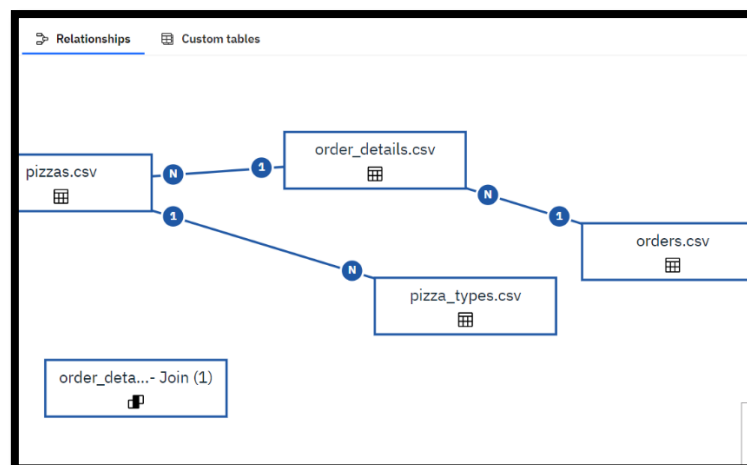 Relationships
Custom tables
order_details.csv
N
1
pizzas.csv
1
N
1
orders.csv
N
pizza_types.csv
order_deta...- Join (1)